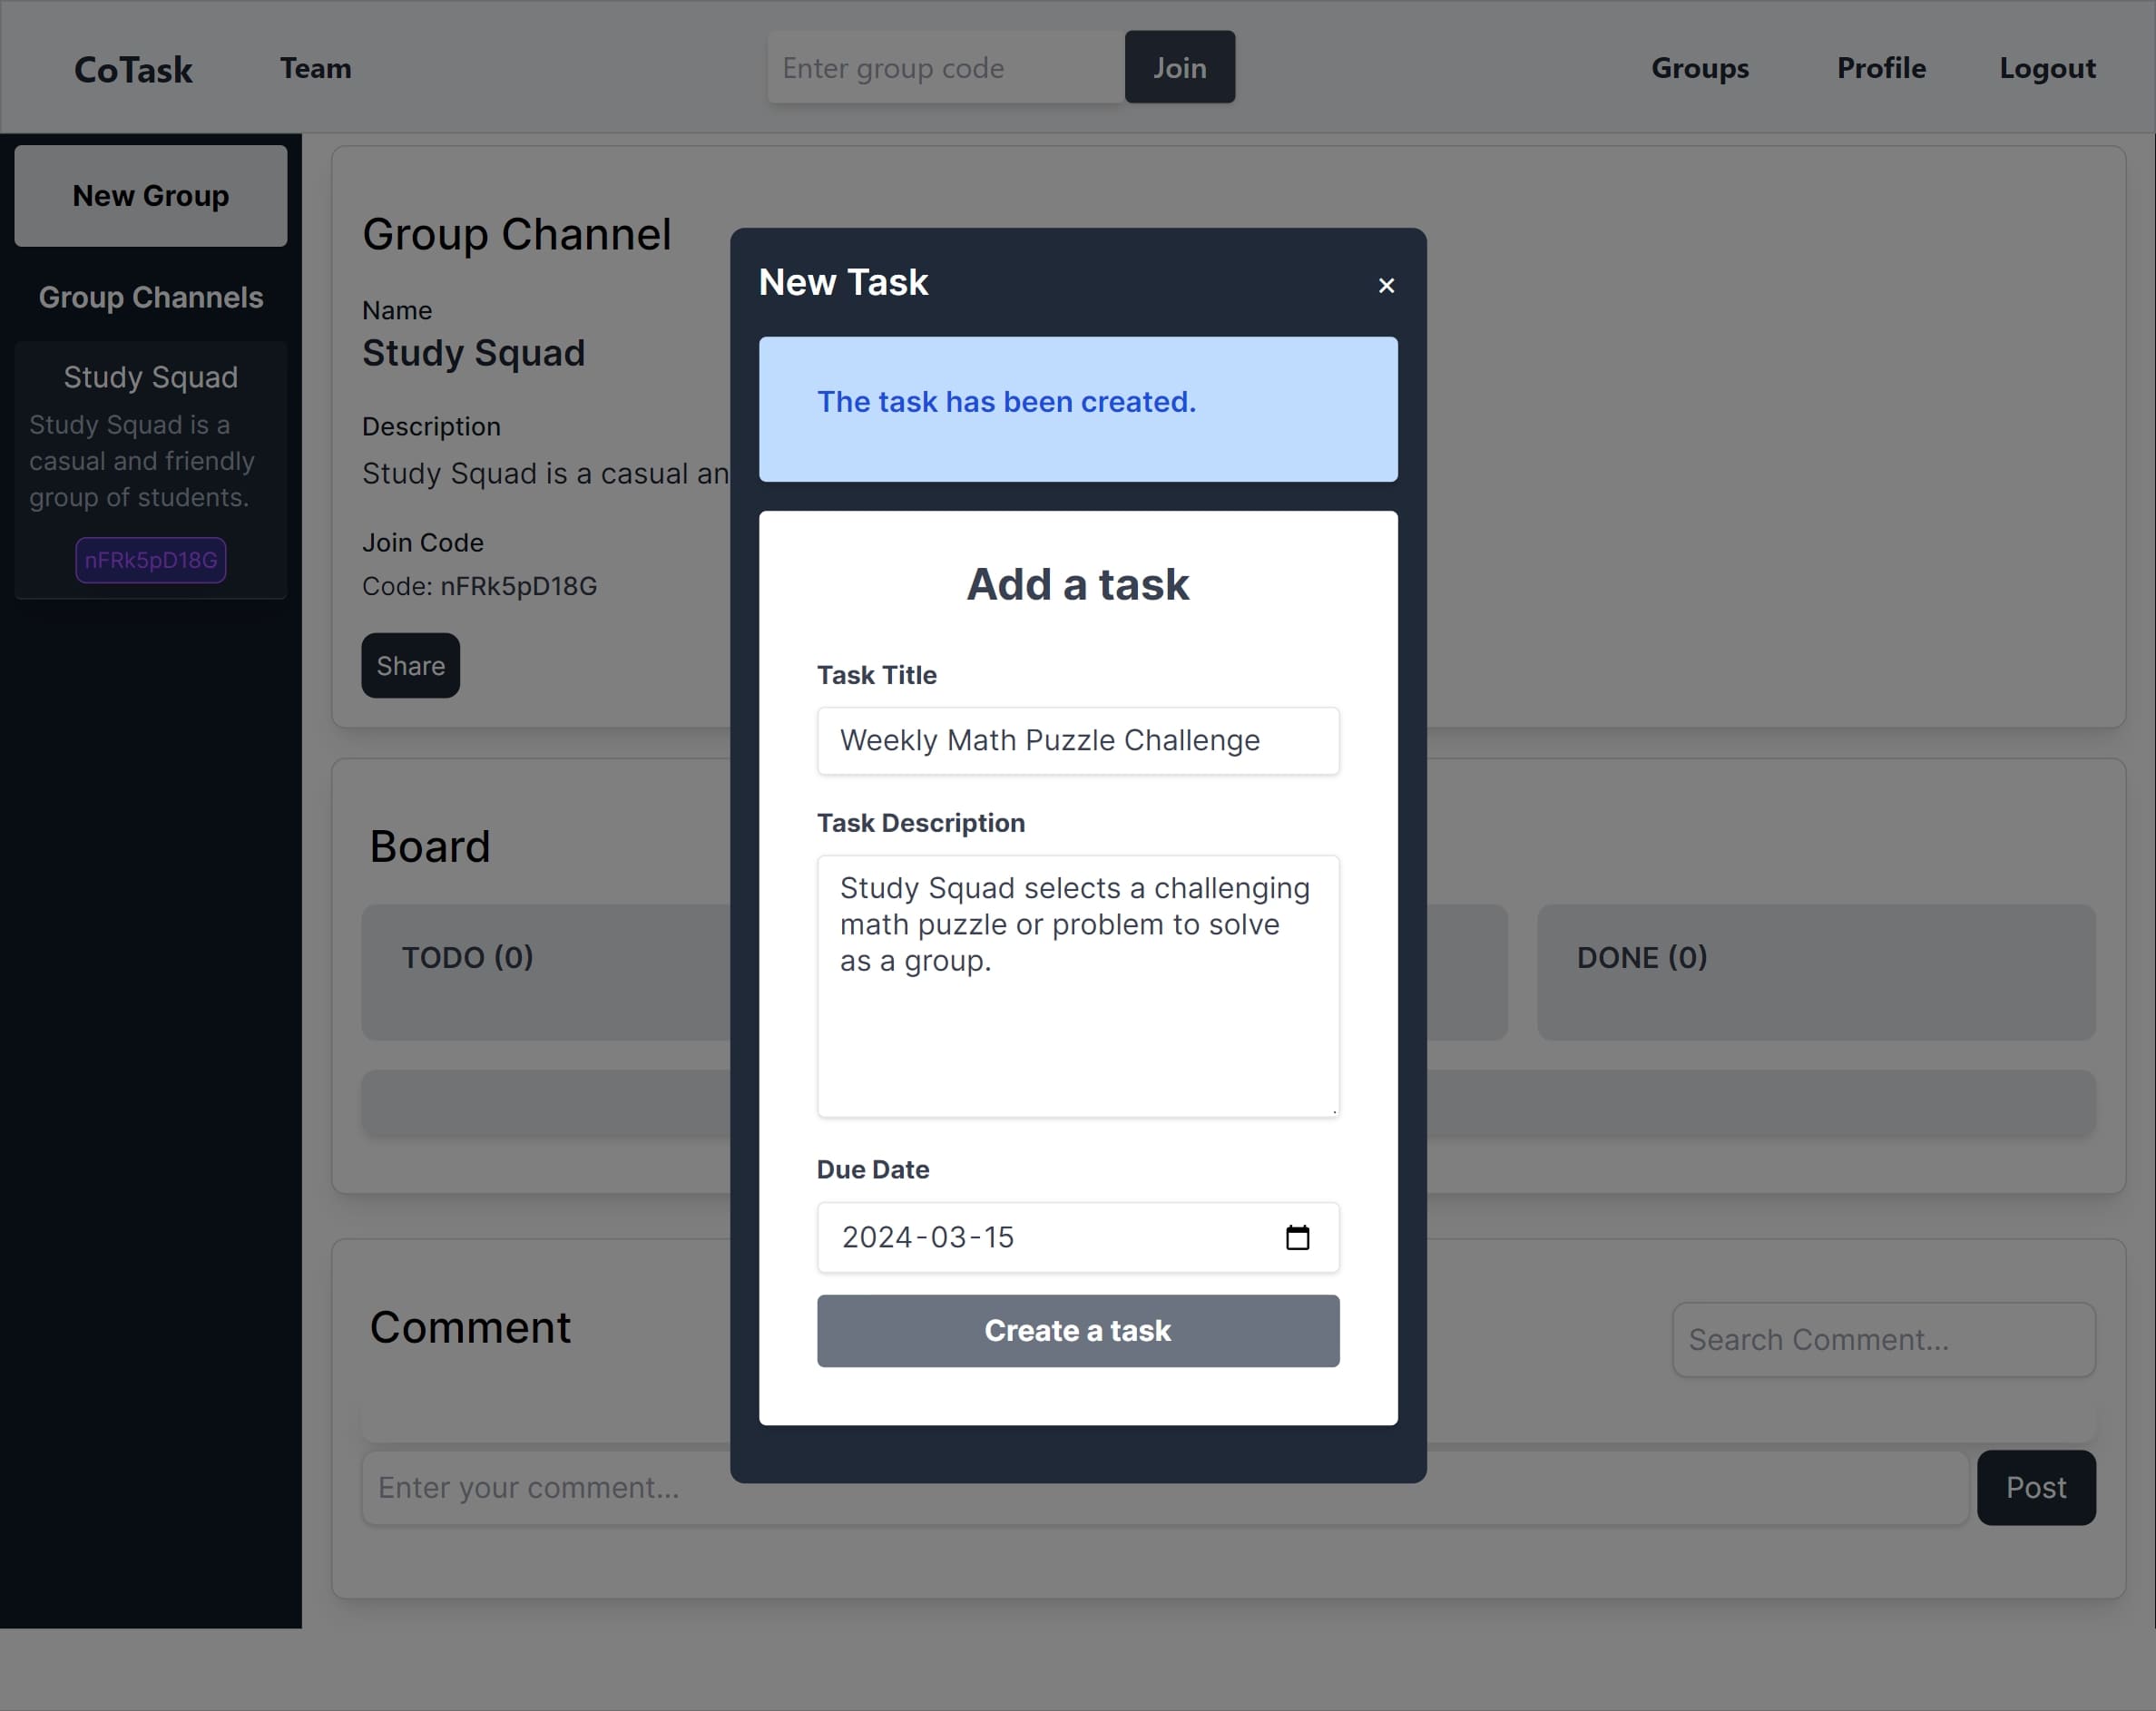 CoTask
Team
Enter group code
Join
Groups
Profile
Logout
New Group
Group Channels
Study Squad
Study Squad is a
casual and friendly
group of students.
nFRk5pD18G
Group Channel
Name
Study Squad
Description
Study Squad is a casual an
Join Code
Code: nFRk5pD18G
Share
Board
TODO (0)
DONE (0)
Comment
Search Comment...
Enter your comment...
Post
New Task
×
The task has been created.
Add a task
Task Title
Weekly Math Puzzle Challenge
Task Description
Study Squad selects a challenging
math puzzle or problem to solve
as a group.
Due Date
2024-03-15
Create a task